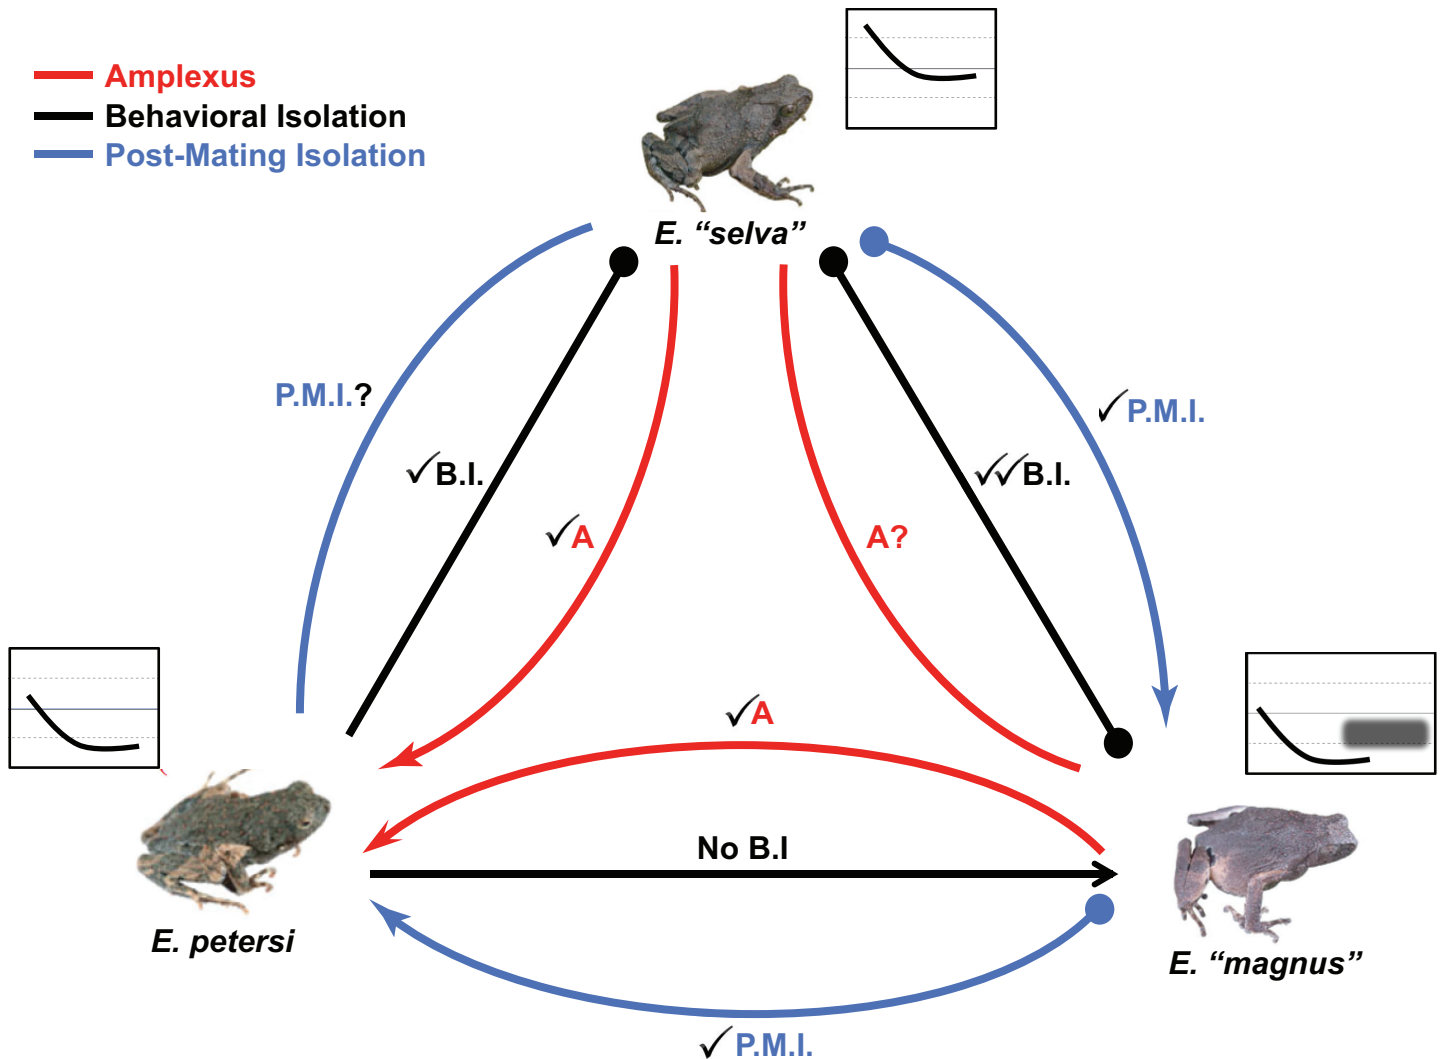 Amplexus
Behavioral Isolation
Post-Mating Isolation
E. “selva”
P.M.I.?
✓P.M.I.
✓B.I.
✓✓B.I.
✓A
A?
✓A
No B.I
E. petersi
E. “magnus”
✓P.M.I.